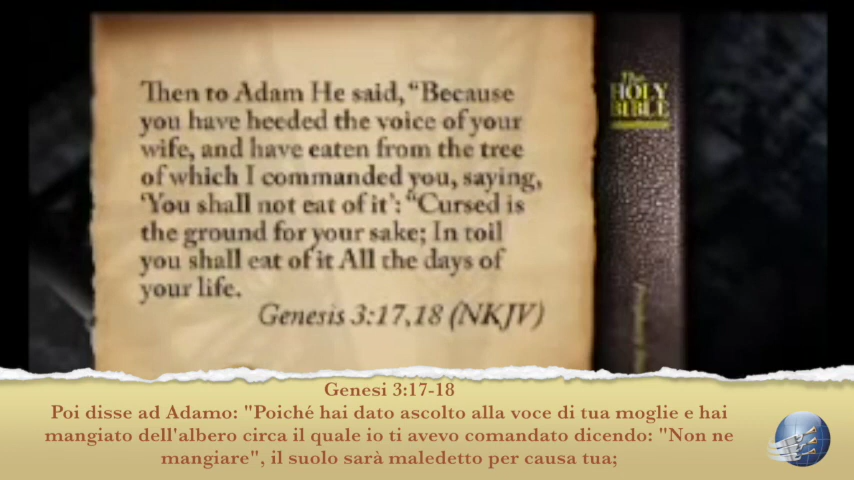 Then to Adam He said, “Because
you have heeded the voice of your
wife, and have eaten from the tree
of which I commanded you, saying,
‘You shall not eat of it’: “Cursed is
the ground for your sake; In toil
you shall eat of it All the days of
your life.
Genesis 3:17,18 (NKJV)
The
HOLY
BIBLE
Genesi 3:17-18
Poi disse ad Adamo: "Poiché hai dato ascolto alla voce di tua moglie e hai
mangiato dell'albero circa il quale io ti avevo comandato dicendo: "Non ne
mangiare", il suolo sarà maledetto per causa tua;